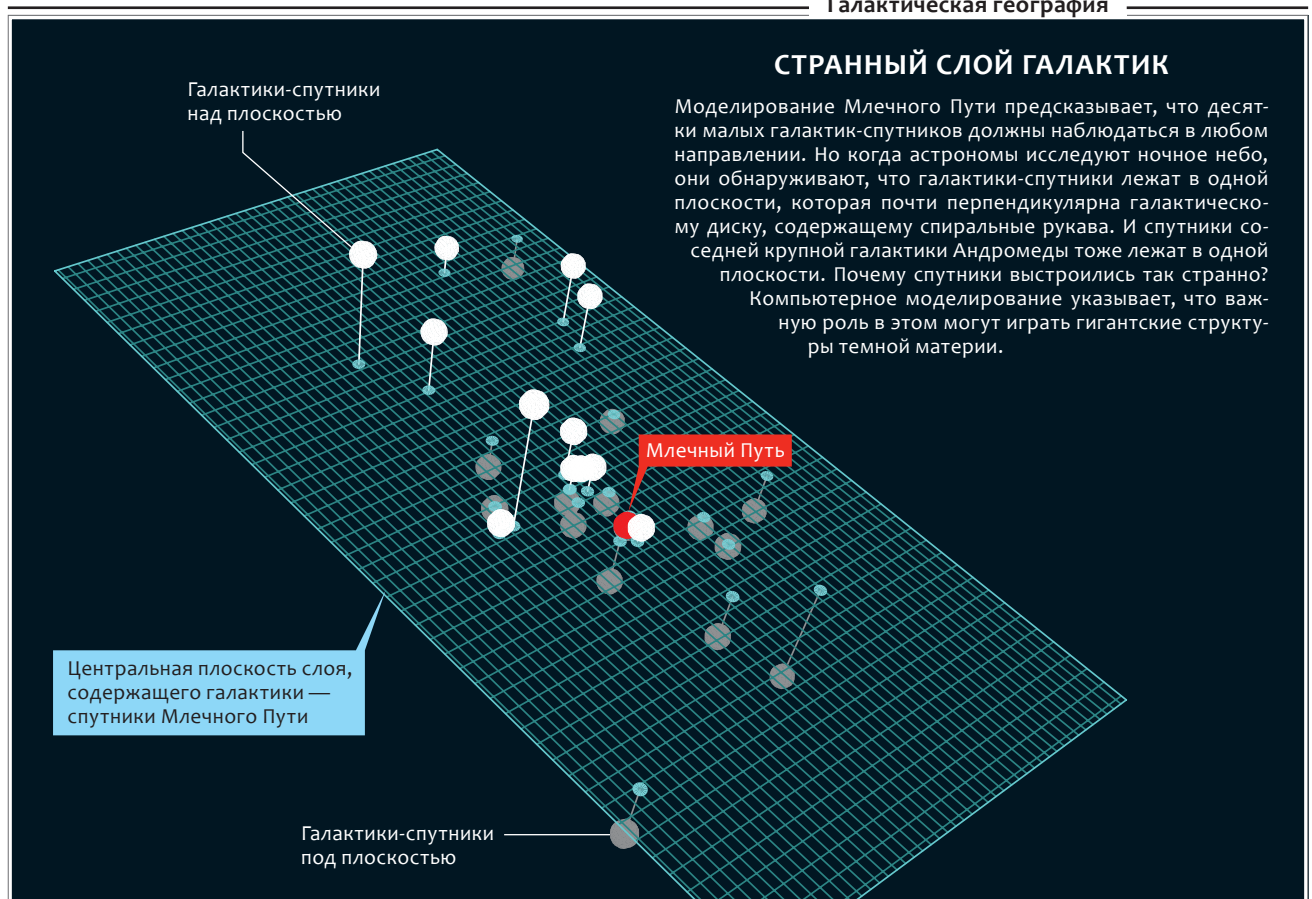 Галактическая география
СТРАННЫЙ СЛОЙ ГАЛАКТИК
Моделирование Млечного Пути предсказывает, что десят-
ки малых галактик-спутников должны наблюдаться в любом
направлении. Но когда астрономы исследуют ночное небо,
они обнаруживают, что галактики-спутники лежат в одной
плоскости, которая почти перпендикулярна галактическо-
му диску, содержащему спиральные рукава. И спутники со-
седней крупной галактики Андромеды тоже лежат в одной
плоскости. Почему спутники выстроились так странно?
Компьютерное моделирование указывает, что важ-
ную роль в этом могут играть гигантские структу-
ры темной материи.
Галактики-спутники
над плоскостью
Млечный Путь
Центральная плоскость слоя,
содержащего галактики —
спутники Млечного Пути
Галактики-спутники
под плоскостью